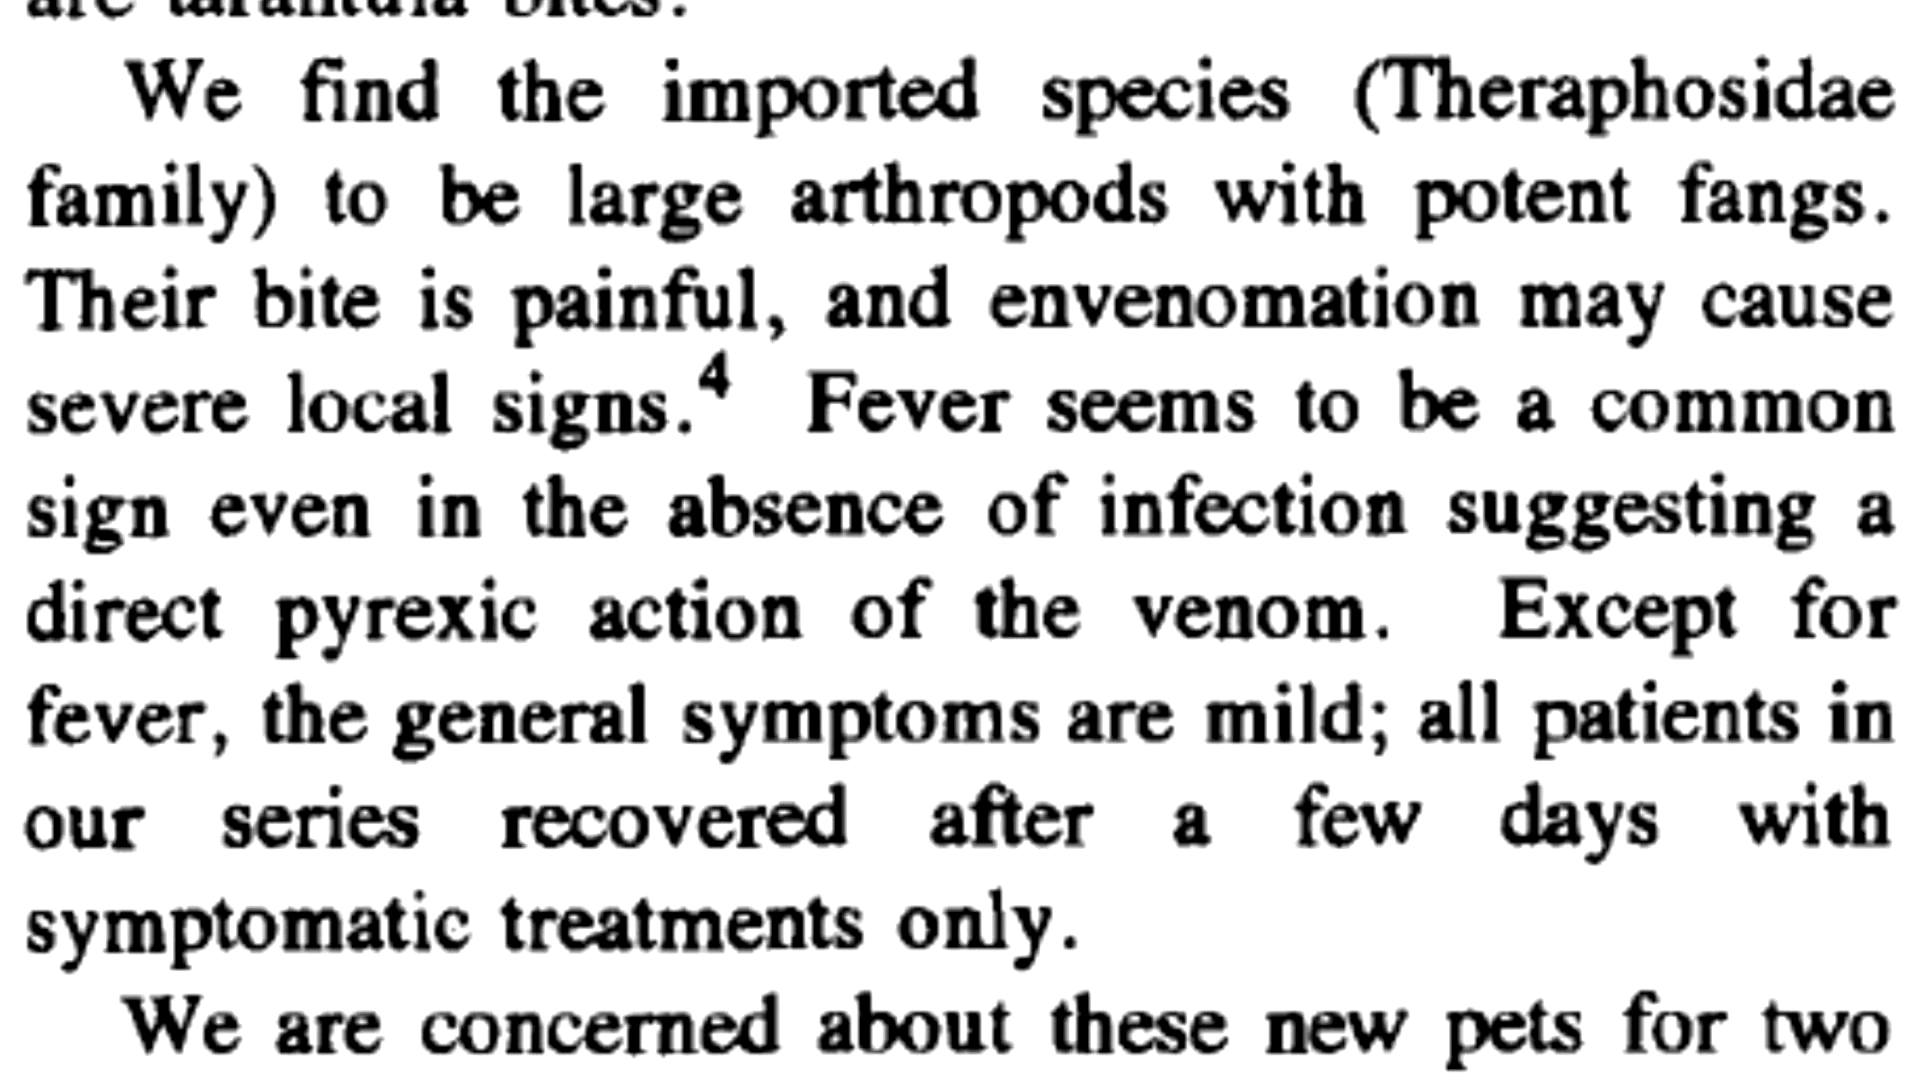 are tarantula bites.
We find the imported species (Theraphosidae
family) to be large arthropods with potent fangs.
Their bite is painful, and envenomation may cause
severe local signs.4 Fever seems to be a common
sign even in the absence of infection suggesting a
direct pyrexic action of the venom. Except for
fever, the general symptoms are mild; all patients in
our series recovered after a few days with
symptomatic treatments only.
We are concerned about these new pets for two